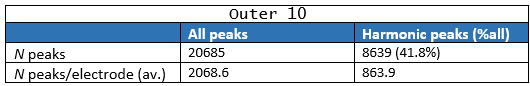 Outer 10
All peaks Harmonic peaks (%all)
N peaks 20685 8639 (41.8%)
N peaks/electrode (av.) 2068.6 863.9